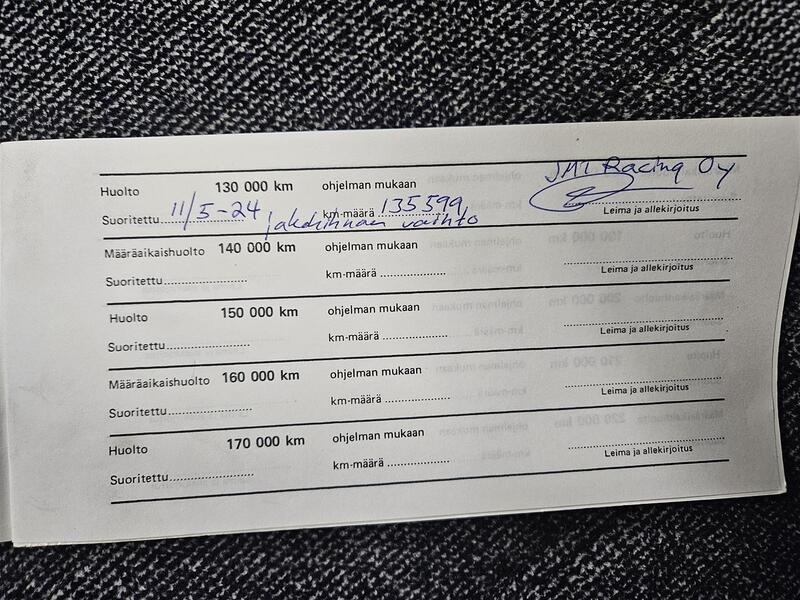 JMT Racing Oy
Huolto 130 000 km ohjelman mukaan
Suoritettu 11/5-24 km-määrä 135599 Leima ja allekirjoitus
jakohihnan vaihto
Määräaikaishuolto 140 000 km ohjelman mukaan
Suoritettu.................... km-määrä .................... Leima ja allekirjoitus
Huolto 150 000 km ohjelman mukaan
Suoritettu.................... km-määrä .................... Leima ja allekirjoitus
Määräaikaishuolto 160 000 km ohjelman mukaan
Suoritettu.................... km-määrä .................... Leima ja allekirjoitus
Huolto 170 000 km ohjelman mukaan
Suoritettu.................... km-määrä .................... Leima ja allekirjoitus